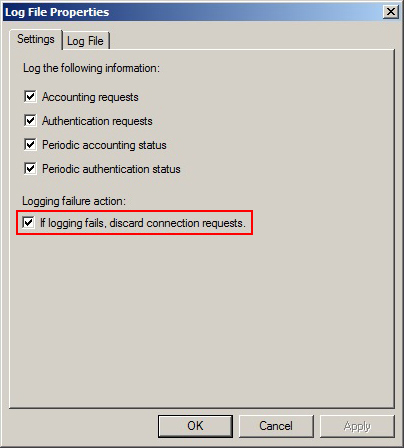 Log File Properties
Settings
Log File
Log the following information:
Accounting requests
Authentication requests
Periodic accounting status
Periodic authentication status
Logging failure action:
If logging fails, discard connection requests.
OK
Cancel
Apply